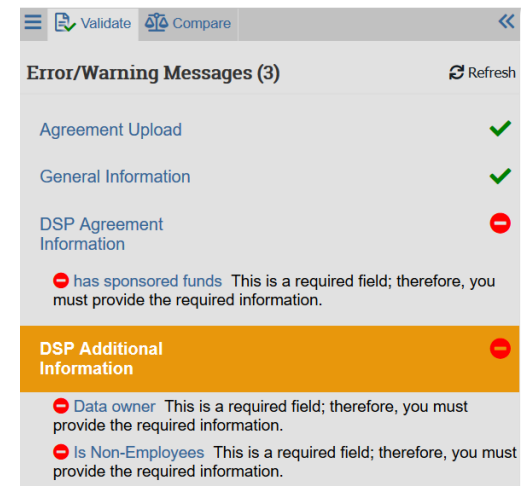 Validate Compare
Error/Warning Messages (3) Refresh
Agreement Upload
General Information
DSP Agreement
Information
has sponsored funds This is a required field; therefore, you
must provide the required information.
DSP Additional
Information
Data owner This is a required field; therefore, you must
provide the required information.
Is Non-Employees This is a required field; therefore, you must
provide the required information.